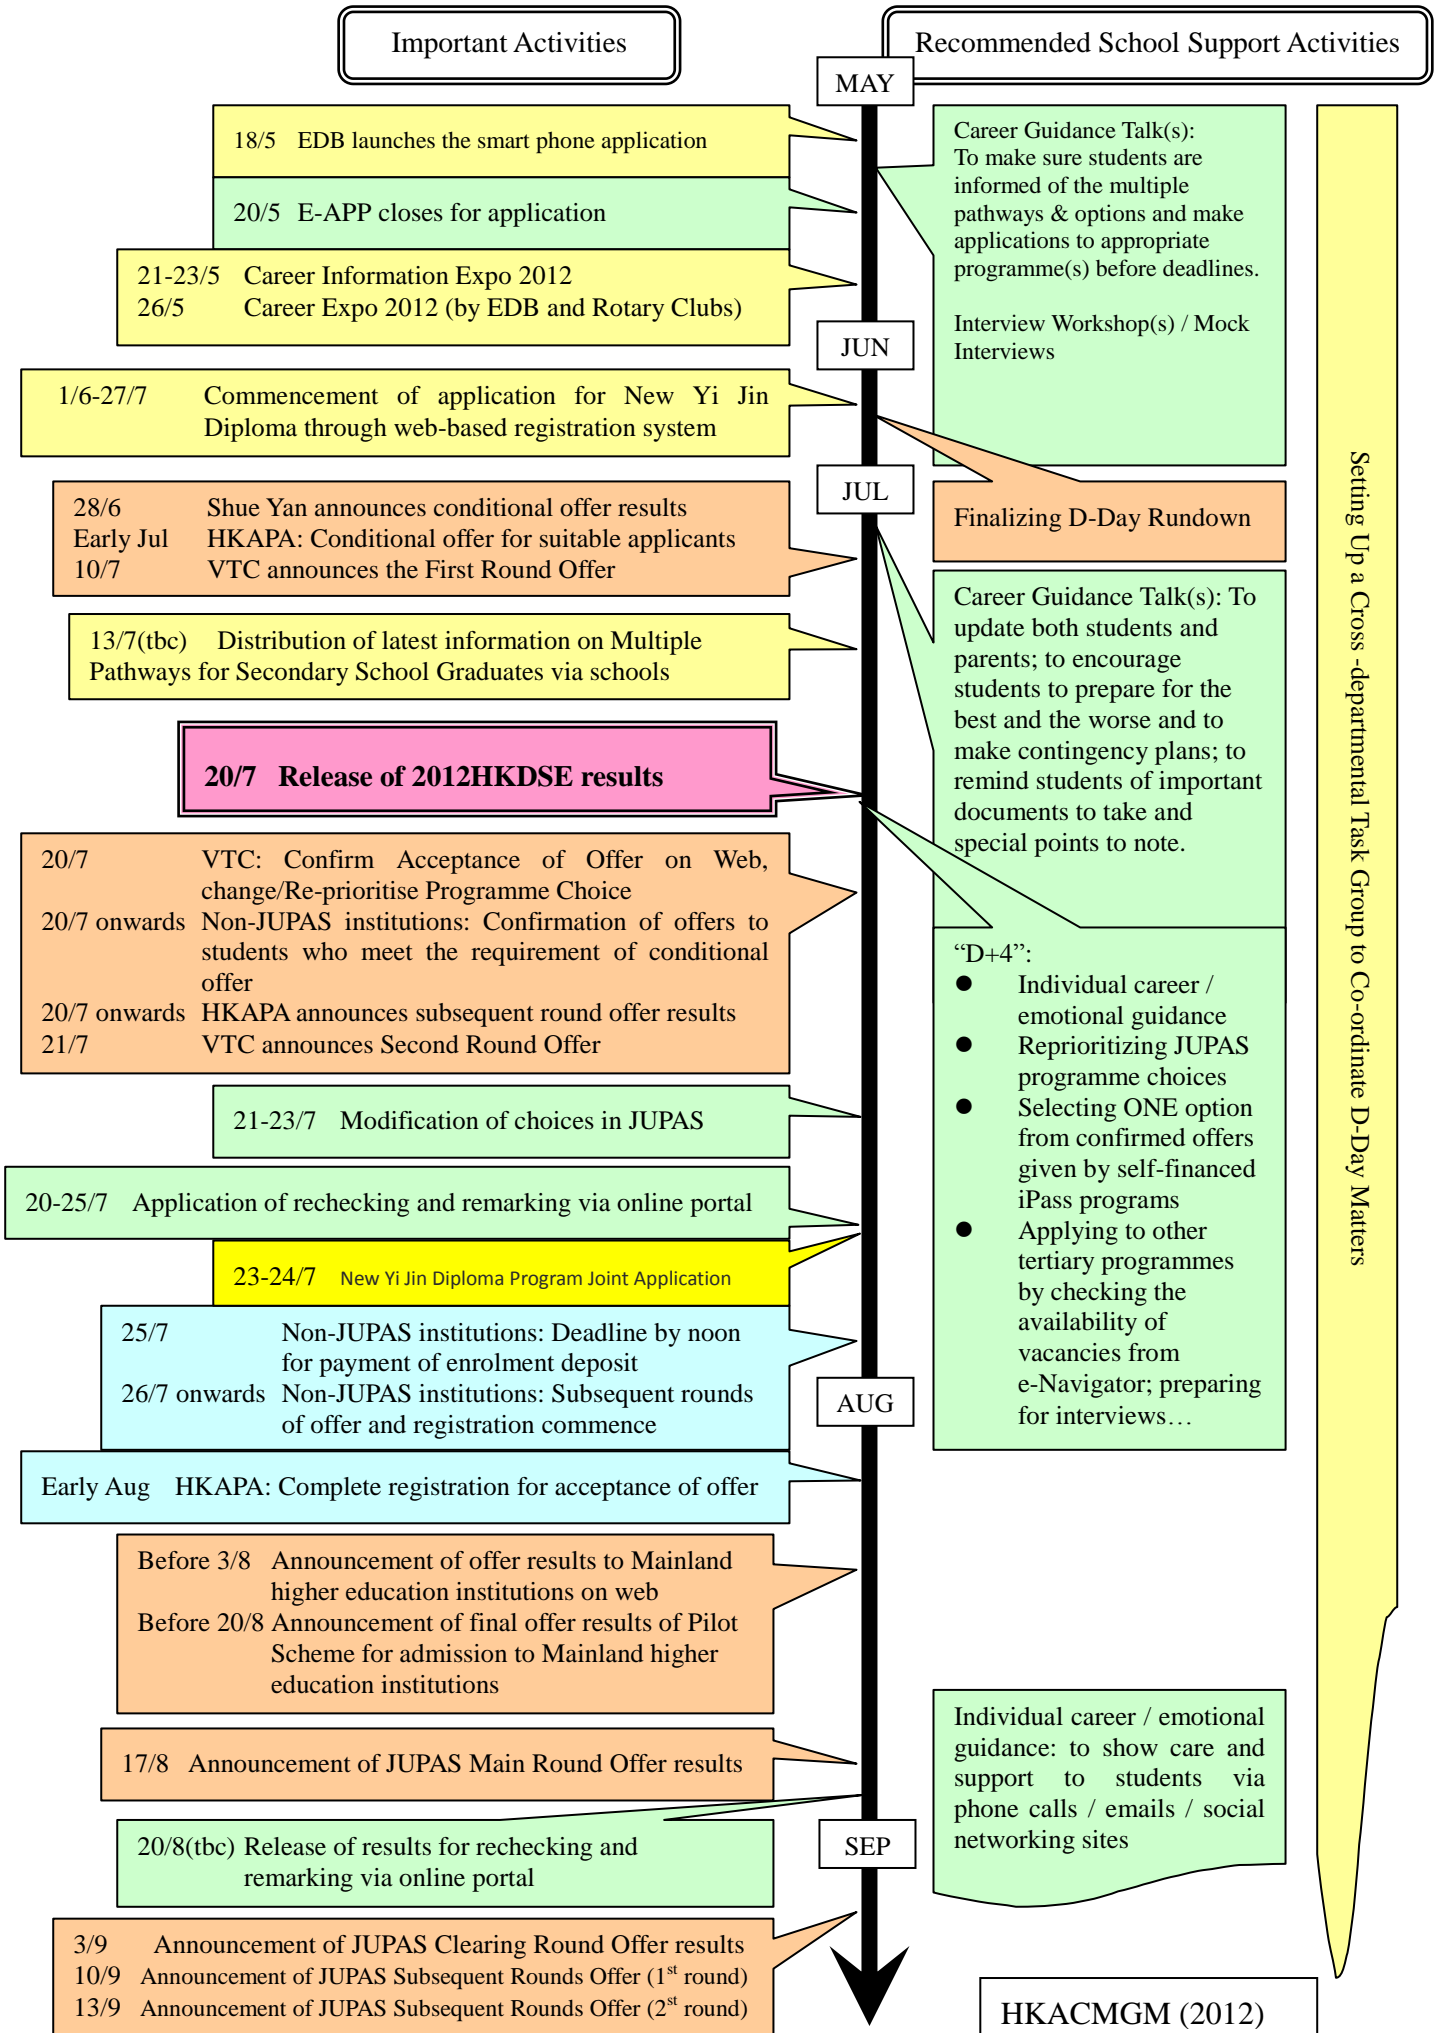 Important Activities
Recommended School Support Activities
MAY
18/5 EDB launches the smart phone application
20/5 E-APP closes for application
21-23/5 Career Information Expo 2012
26/5 Career Expo 2012 (by EDB and Rotary Clubs)
Career Guidance Talk(s):
To make sure students are
informed of the multiple
pathways & options and make
applications to appropriate
programme(s) before deadlines.
Interview Workshop(s) / Mock
Interviews
JUN
1/6-27/7 Commencement of application for New Yi Jin
Diploma through web-based registration system
Finalizing D-Day Rundown
JUL
28/6 Shue Yan announces conditional offer results
Early Jul HKAPA: Conditional offer for suitable applicants
10/7 VTC announces the First Round Offer
13/7(tbc) Distribution of latest information on Multiple
Pathways for Secondary School Graduates via schools
Career Guidance Talk(s): To
update both students and
parents; to encourage
students to prepare for the
best and the worse and to
make contingency plans; to
remind students of important
documents to take and
special points to note.
20/7 Release of 2012HKDSE results
20/7 VTC: Confirm Acceptance of Offer on Web,
change/Re-prioritise Programme Choice
20/7 onwards Non-JUPAS institutions: Confirmation of offers to
students who meet the requirement of conditional
offer
20/7 onwards HKAPA announces subsequent round offer results
21/7 VTC announces Second Round Offer
“D+4”:
● Individual career /
emotional guidance
● Reprioritizing JUPAS
programme choices
● Selecting ONE option
from confirmed offers
given by self-financed
iPass programs
● Applying to other
tertiary programmes
by checking the
availability of
vacancies from
e-Navigator; preparing
for interviews…
21-23/7 Modification of choices in JUPAS
20-25/7 Application of rechecking and remarking via online portal
23-24/7 New Yi Jin Diploma Program Joint Application
25/7 Non-JUPAS institutions: Deadline by noon
for payment of enrolment deposit
26/7 onwards Non-JUPAS institutions: Subsequent rounds
of offer and registration commence
AUG
Early Aug HKAPA: Complete registration for acceptance of offer
Before 3/8 Announcement of offer results to Mainland
higher education institutions on web
Before 20/8 Announcement of final offer results of Pilot
Scheme for admission to Mainland higher
education institutions
17/8 Announcement of JUPAS Main Round Offer results
Individual career / emotional
guidance: to show care and
support to students via
phone calls / emails / social
networking sites
20/8(tbc) Release of results for rechecking and
remarking via online portal
SEP
3/9 Announcement of JUPAS Clearing Round Offer results
10/9 Announcement of JUPAS Subsequent Rounds Offer (1st round)
13/9 Announcement of JUPAS Subsequent Rounds Offer (2st round)
Setting Up a Cross -departmental Task Group to Co-ordinate D-Day Matters
HKACMGM (2012)